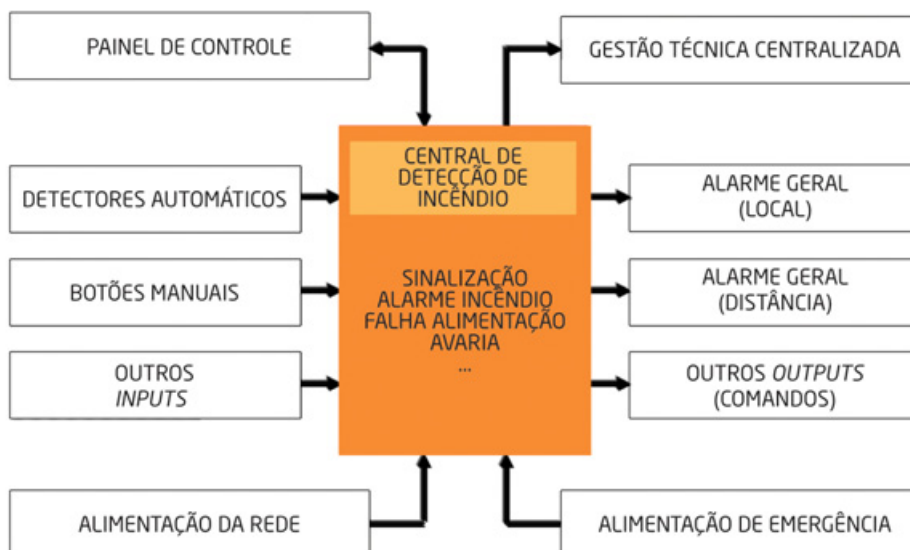 PAINEL DE CONTROLE
GESTÃO TÉCNICA CENTRALIZADA
CENTRAL DE
DETECÇÃO DE
INCÊNDIO
DETECTORES AUTOMÁTICOS
ALARME GERAL
(LOCAL)
BOTÕES MANUAIS
SINALIZAÇÃO
ALARME INCÊNDIO
FALHA ALIMENTAÇÃO
AVARIA
...
ALARME GERAL
(DISTÂNCIA)
OUTROS
INPUTS
OUTROS OUTPUTS
(COMANDOS)
ALIMENTAÇÃO DA REDE
ALIMENTAÇÃO DE EMERGÊNCIA